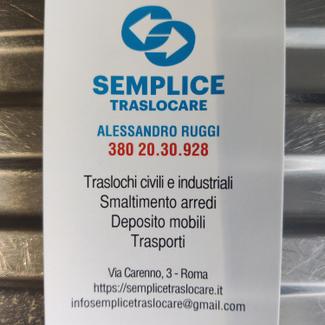 SEMPLICE
TRASLOCARE
ALESSANDRO RUGGI
380 20.30.928
Traslochi civili e industriali
Smaltimento arredi
Deposito mobili
Trasporti
Via Carenno, 3 - Roma
https://semplicetraslocare.it
infosemplicetraslocare@gmail.com